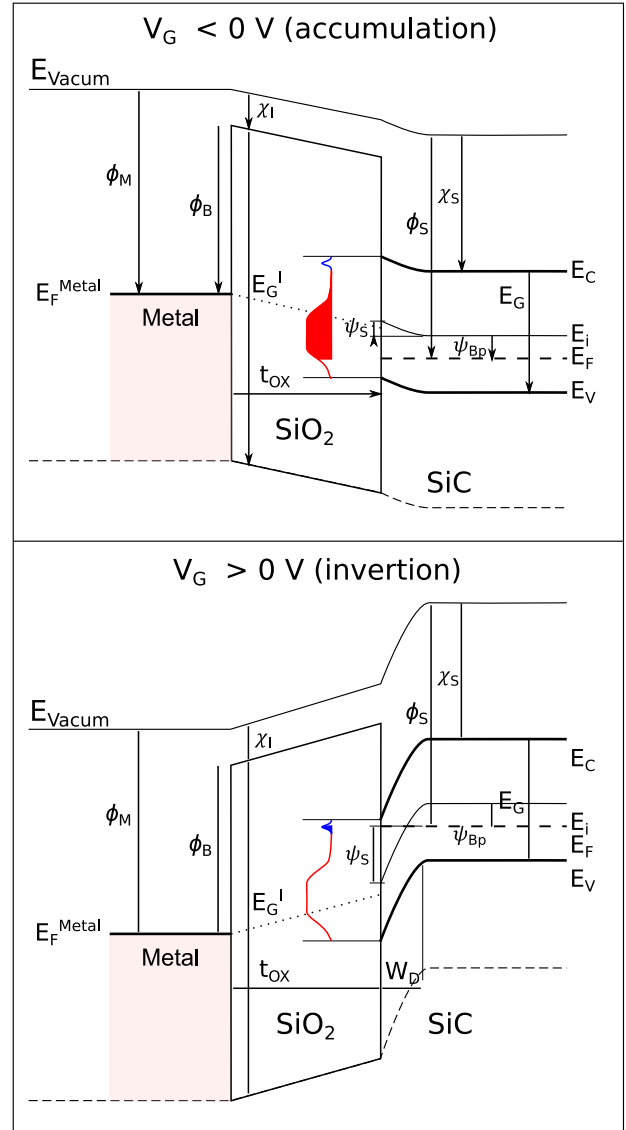 V_G < 0 V (accumulation)
E_Vacum
χ_I
ϕ_M
ϕ_B
ϕ_S
χ_S
E_C
E_F^Metal
E_G^I
E_G
Metal
ψ_S
ψ_Bp
E_i
E_F
t_OX
E_V
SiO_2
SiC
V_G > 0 V (invertion)
χ_S
ϕ_S
E_Vacum
χ_I
E_C
ϕ_M
E_G
ϕ_B
E_i
ψ_Bp
E_F
ψ_S
E_V
E_G^I
E_F^Metal
Metal
t_OX
W_D
SiO_2
SiC